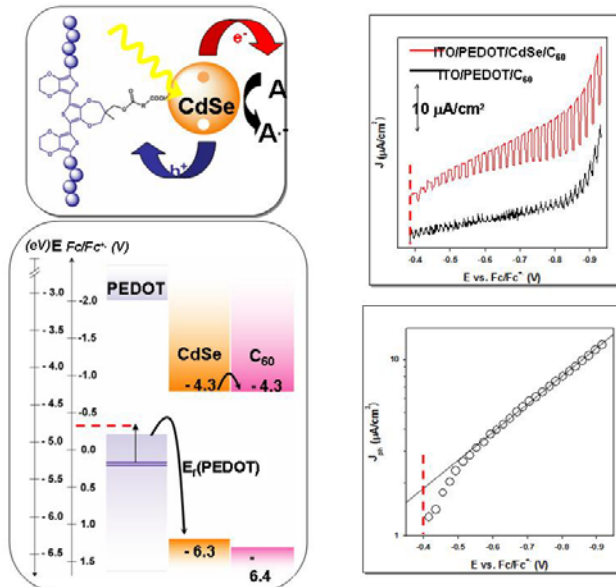 e-
COOH
CdSe
A
A·-
h+
ITO/PEDOT/CdSe/C60
ITO/PEDOT/C60
10 µA/cm²
J (µA/cm²)
-0.4 -0.5 -0.6 -0.7 -0.8 -0.9
E vs. Fc/Fc+ (V)
(eV) E Fc/Fc+ (V)
PEDOT
CdSe
C60
- 4.3
- 4.3
Ef(PEDOT)
- 6.3
- 6.4
- 3.0
- 3.5
- 4.0
- 4.5
- 5.0
- 5.5
- 6.0
- 6.5
-2.0
-1.5
-1.0
-0.5
0.0
0.5
1.0
1.5
10
1
Jph (µA/cm²)
-0.4 -0.5 -0.6 -0.7 -0.8 -0.9
E vs. Fc/Fc+ (V)